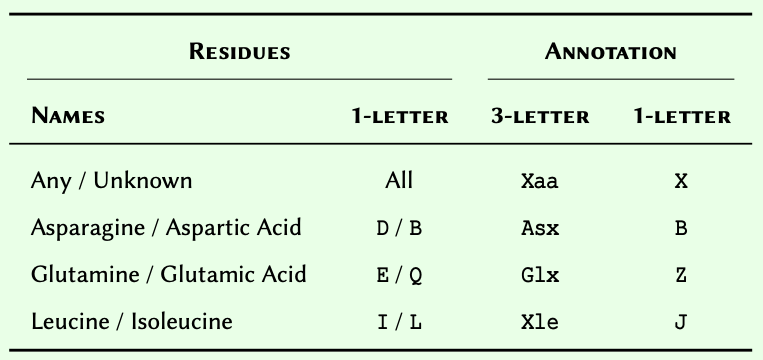 RESIDUES ANNOTATION
NAMES 1-LETTER 3-LETTER 1-LETTER
Any / Unknown All Xaa X
Asparagine / Aspartic Acid D / B Asx B
Glutamine / Glutamic Acid E / Q Glx Z
Leucine / Isoleucine I / L Xle J